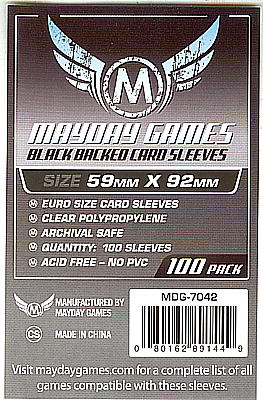 M
MAYDAY GAMES
BLACK BACKED CARD SLEEVES
SIZE 59MM X 92MM
M EURO SIZE CARD SLEEVES
M CLEAR POLYPROPYLENE
M ARCHIVAL SAFE
M QUANTITY: 100 SLEEVES
M ACID FREE – NO PVC
100 PACK
M MANUFACTURED BY
MAYDAY GAMES
CS MADE IN CHINA
MDG-7042
0 80162 89144 9
Visit maydaygames.com for a complete list of all
games compatible with these sleeves.